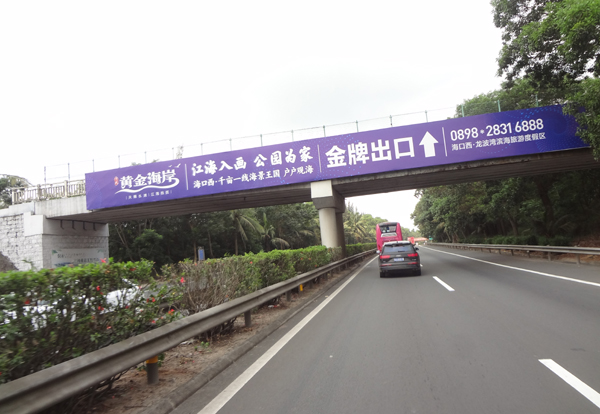 黄金海岸
江海入画 公园为家
海口西·千亩一线海景王国 户户观海
金牌出口
0898·2831 6888
海口西·龙波湾滨海旅游度假区